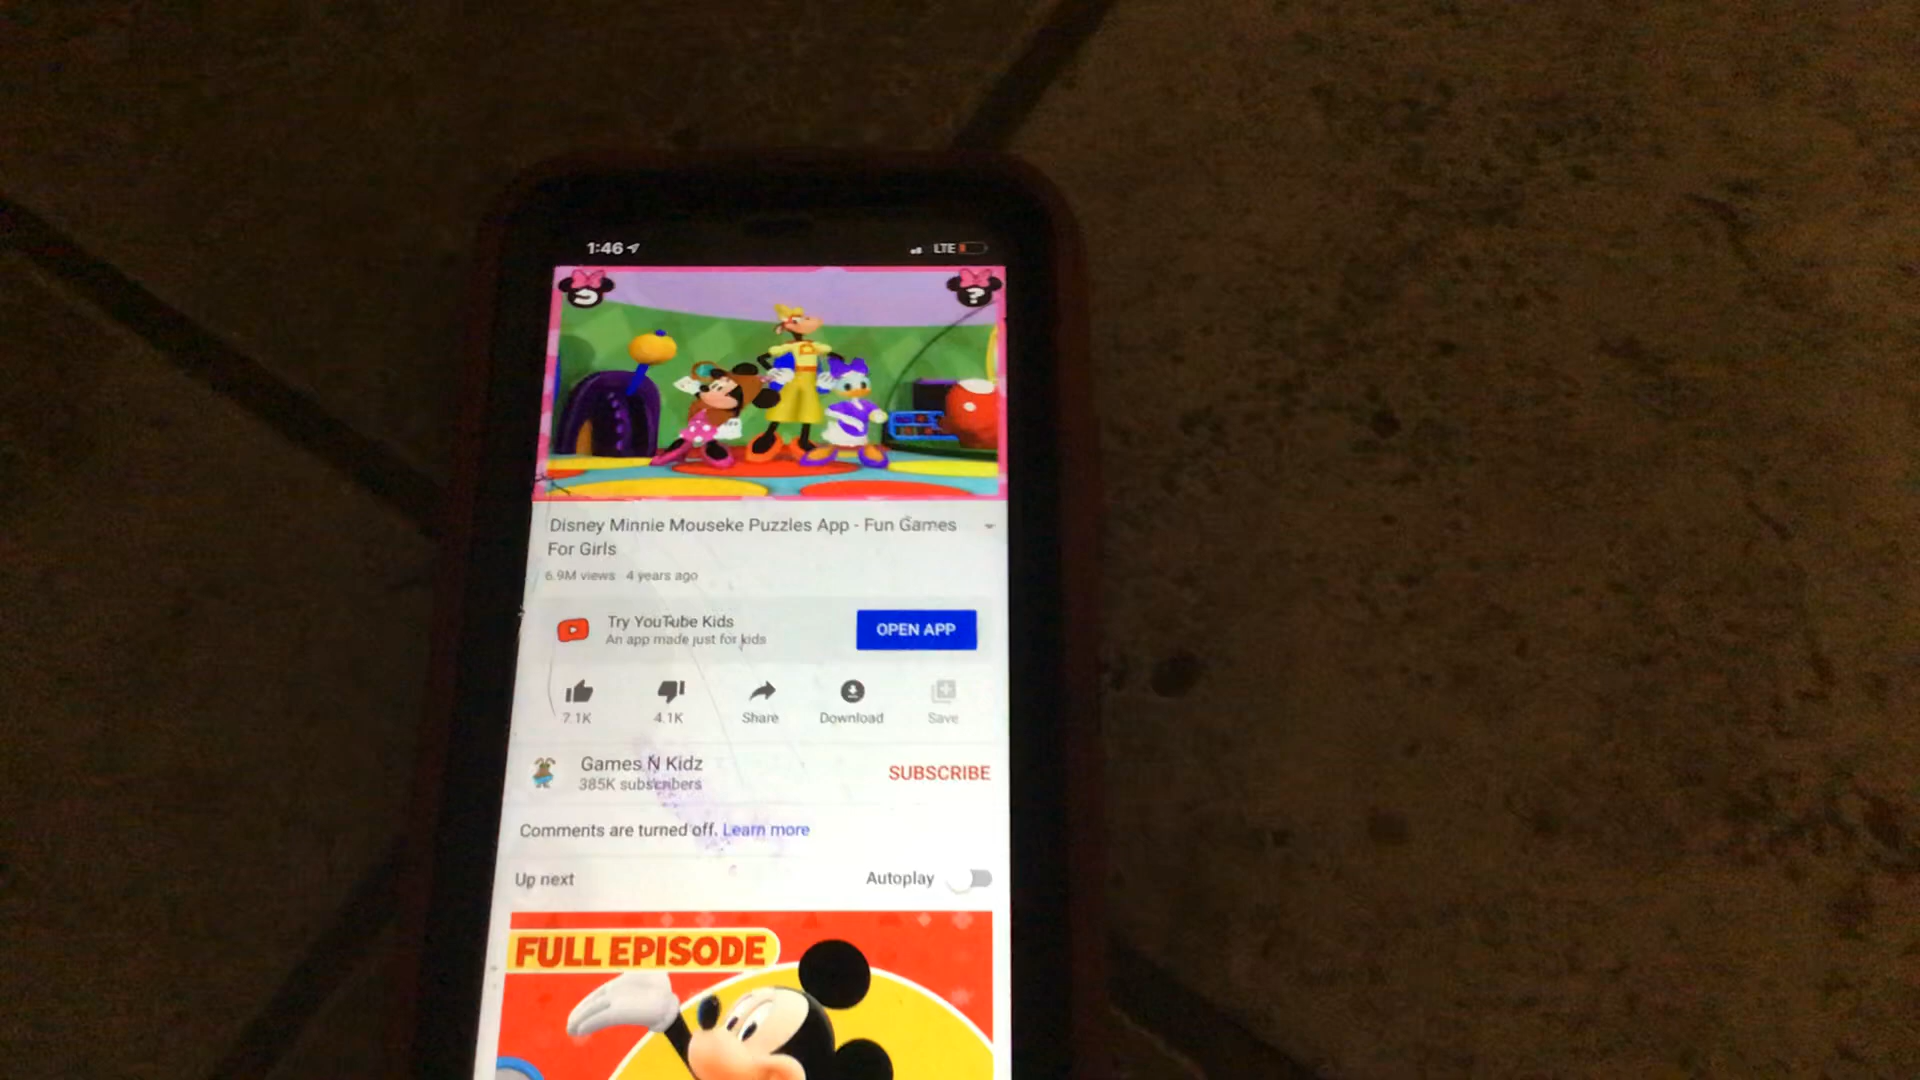 1:46 LTE
?
Disney Minnie Mouseke Puzzles App - Fun Games
For Girls
6.9M views 4 years ago
Try YouTube Kids
An app made just for kids
OPEN APP
7.1K 4.1K Share Download Save
Games N Kidz
385K subscribers
SUBSCRIBE
Comments are turned off. Learn more
Up next Autoplay
FULL EPISODE